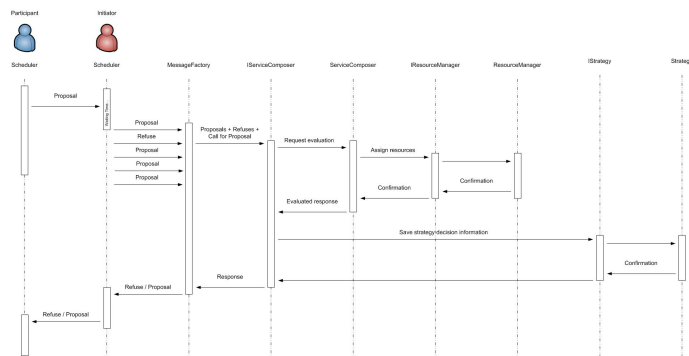 Participant
Initiator
Scheduler
Scheduler
MessageFactory
IServiceComposer
ServiceComposer
IResourceManager
ResourceManager
IStrategy
Strateg
Proposal
Waiting Time...
Proposal
Refuse
Proposal
Proposal
Proposal
Proposals + Refuses +
Call for Proposal
Request evaluation
Assign resources
Confirmation
Confirmation
Evaluated response
Save strategy decision information
Confirmation
Response
Refuse / Proposal
Refuse / Proposal